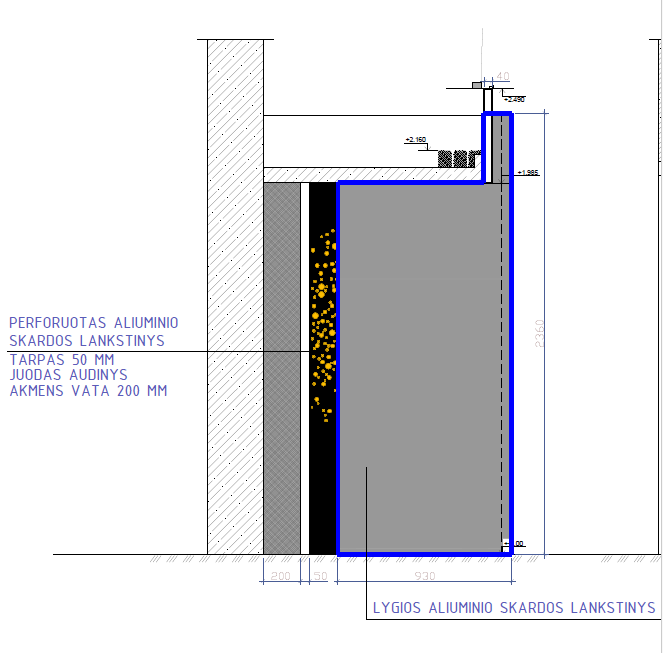 40
+2.490
+2.160
+1.985
2360
PERFORUOTAS ALIUMINIO
SKARDOS LANKSTINYS
TARPAS 50 MM
JUODAS AUDINYS
AKMENS VATA 200 MM
200
50
930
LYGIOS ALIUMINIO SKARDOS LANKSTINYS